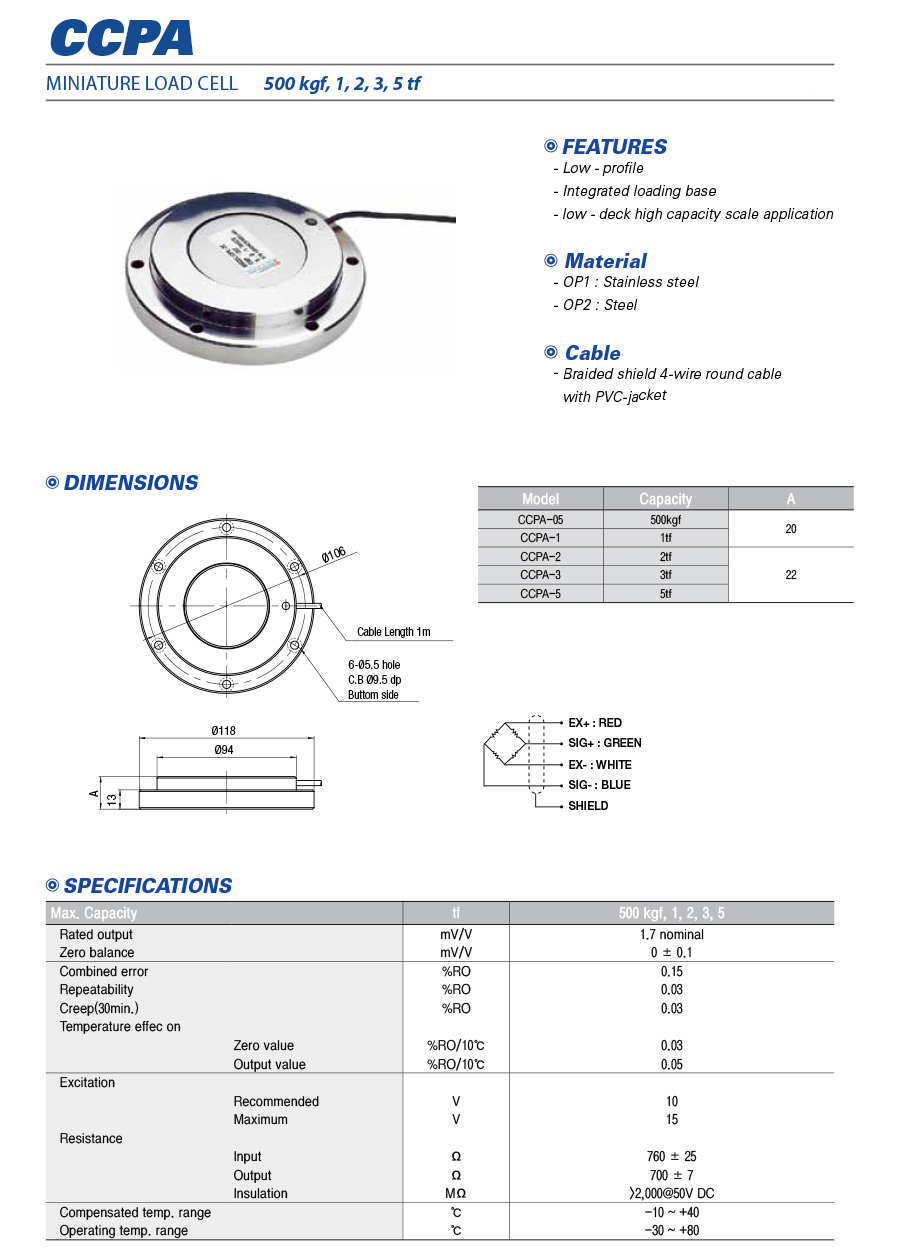 CCPA
MINIATURE LOAD CELL 500 kgf, 1, 2, 3, 5 tf
FEATURES
- Low - profile
- Integrated loading base
- low - deck high capacity scale application
Material
- OP1 : Stainless steel
- OP2 : Steel
Cable
- Braided shield 4-wire round cable
with PVC-jacket
DIMENSIONS
Model Capacity A
CCPA-05 500kgf 20
CCPA-1 1tf
CCPA-2 2tf 22
CCPA-3 3tf
CCPA-5 5tf
Ø106
Cable Length 1m
6-Ø5.5 hole
C.B Ø9.5 dp
Buttom side
Ø118
Ø94
A
13
EX+ : RED
SIG+ : GREEN
EX- : WHITE
SIG- : BLUE
SHIELD
SPECIFICATIONS
Max. Capacity tf 500 kgf, 1, 2, 3, 5
Rated output mV/V 1.7 nominal
Zero balance mV/V 0 ± 0.1
Combined error %RO 0.15
Repeatability %RO 0.03
Creep(30min.) %RO 0.03
Temperature effec on
Zero value %RO/10℃ 0.03
Output value %RO/10℃ 0.05
Excitation
Recommended V 10
Maximum V 15
Resistance
Input Ω 760 ± 25
Output Ω 700 ± 7
Insulation MΩ >2,000@50V DC
Compensated temp. range ℃ -10 ~ +40
Operating temp. range ℃ -30 ~ +80